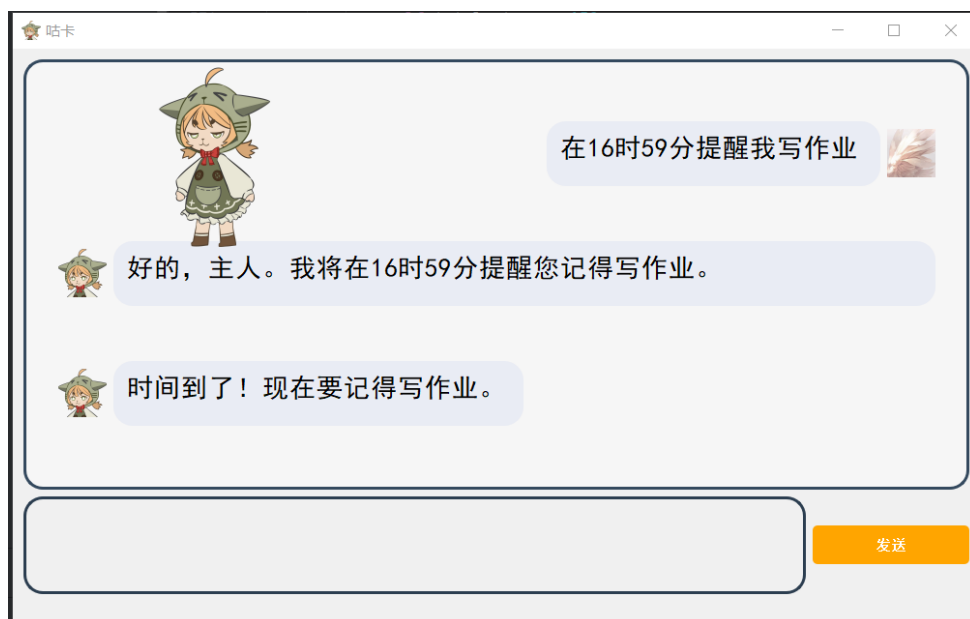 咕卡
在16时59分提醒我写作业
好的，主人。我将在16时59分提醒您记得写作业。
时间到了！现在要记得写作业。
发送